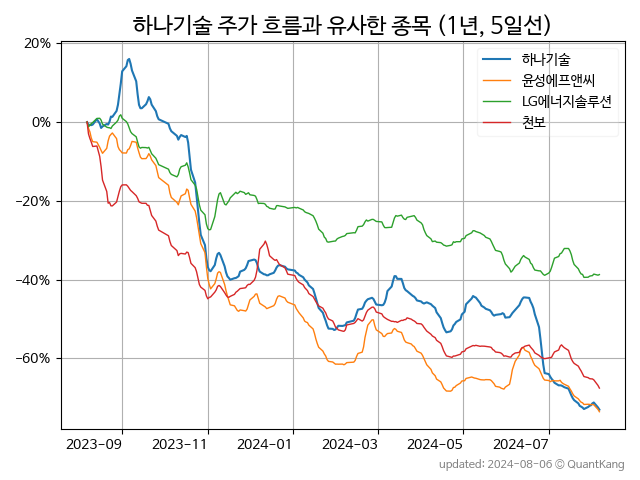 하나기술 주가 흐름과 유사한 종목 (1년, 5일선)
20%
0%
−20%
−40%
−60%
하나기술
윤성에프앤씨
LG에너지솔루션
천보
2023-09
2023-11
2024-01
2024-03
2024-05
2024-07
updated: 2024-08-06 © QuantKang